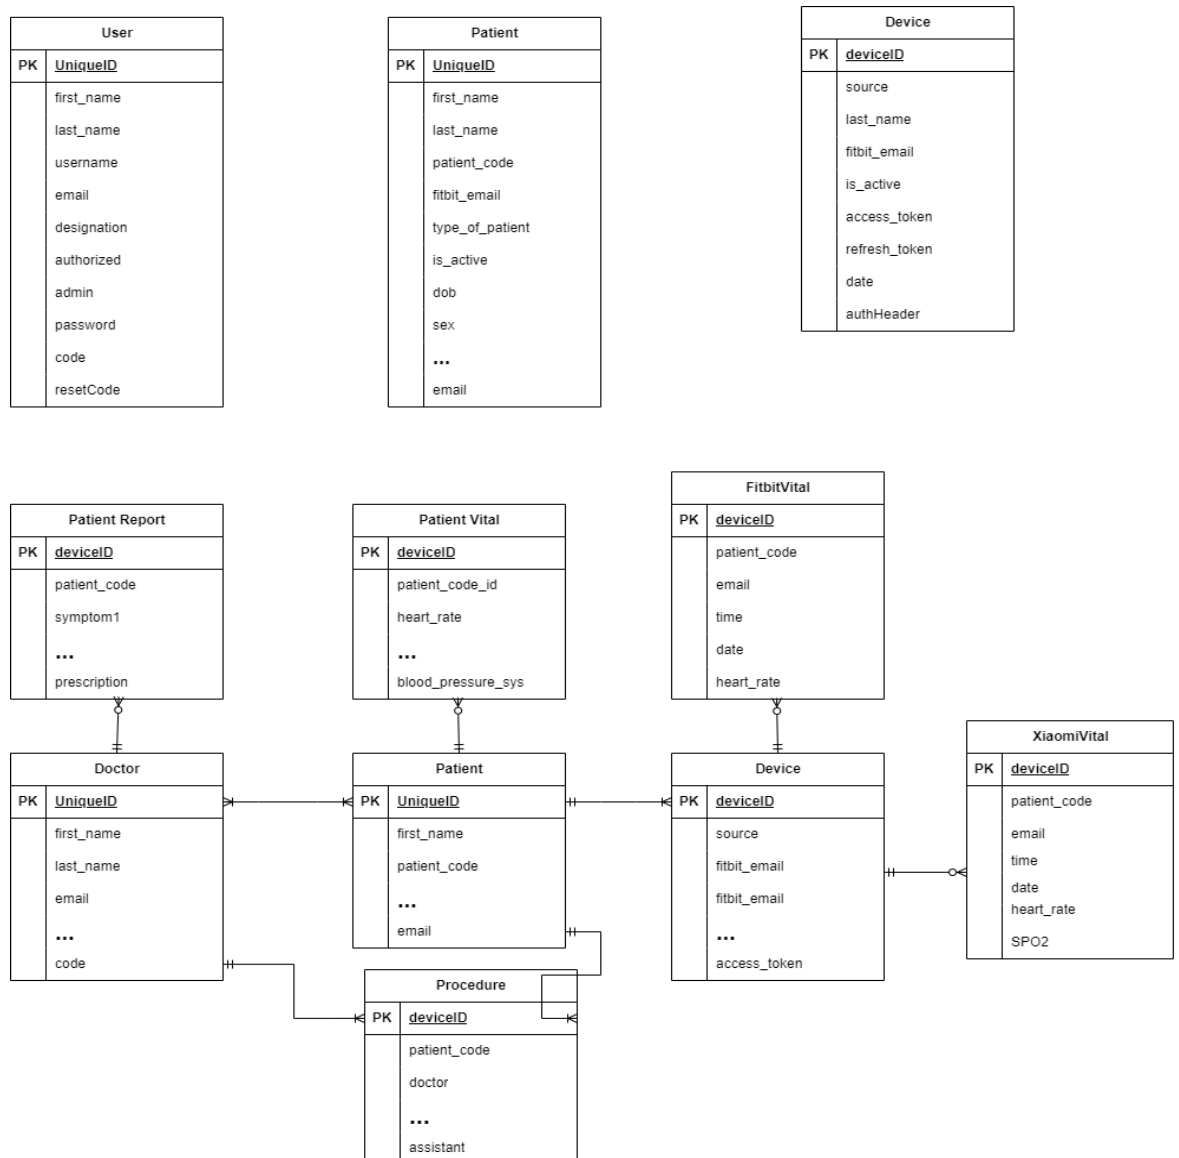 User
PK UniqueID
first_name
last_name
username
email
designation
authorized
admin
password
code
resetCode
Patient
PK UniqueID
first_name
last_name
patient_code
fitbit_email
type_of_patient
is_active
dob
sex
...
email
Device
PK deviceID
source
last_name
fitbit_email
is_active
access_token
refresh_token
date
authHeader
Patient Report
PK deviceID
patient_code
symptom1
...
prescription
Patient Vital
PK deviceID
patient_code_id
heart_rate
...
blood_pressure_sys
FitbitVital
PK deviceID
patient_code
email
time
date
heart_rate
Doctor
PK UniqueID
first_name
last_name
email
...
code
Patient
PK UniqueID
first_name
patient_code
...
email
Device
PK deviceID
source
fitbit_email
fitbit_email
...
access_token
XiaomiVital
PK deviceID
patient_code
email
time
date
heart_rate
SPO2
Procedure
PK deviceID
patient_code
doctor
...
assistant